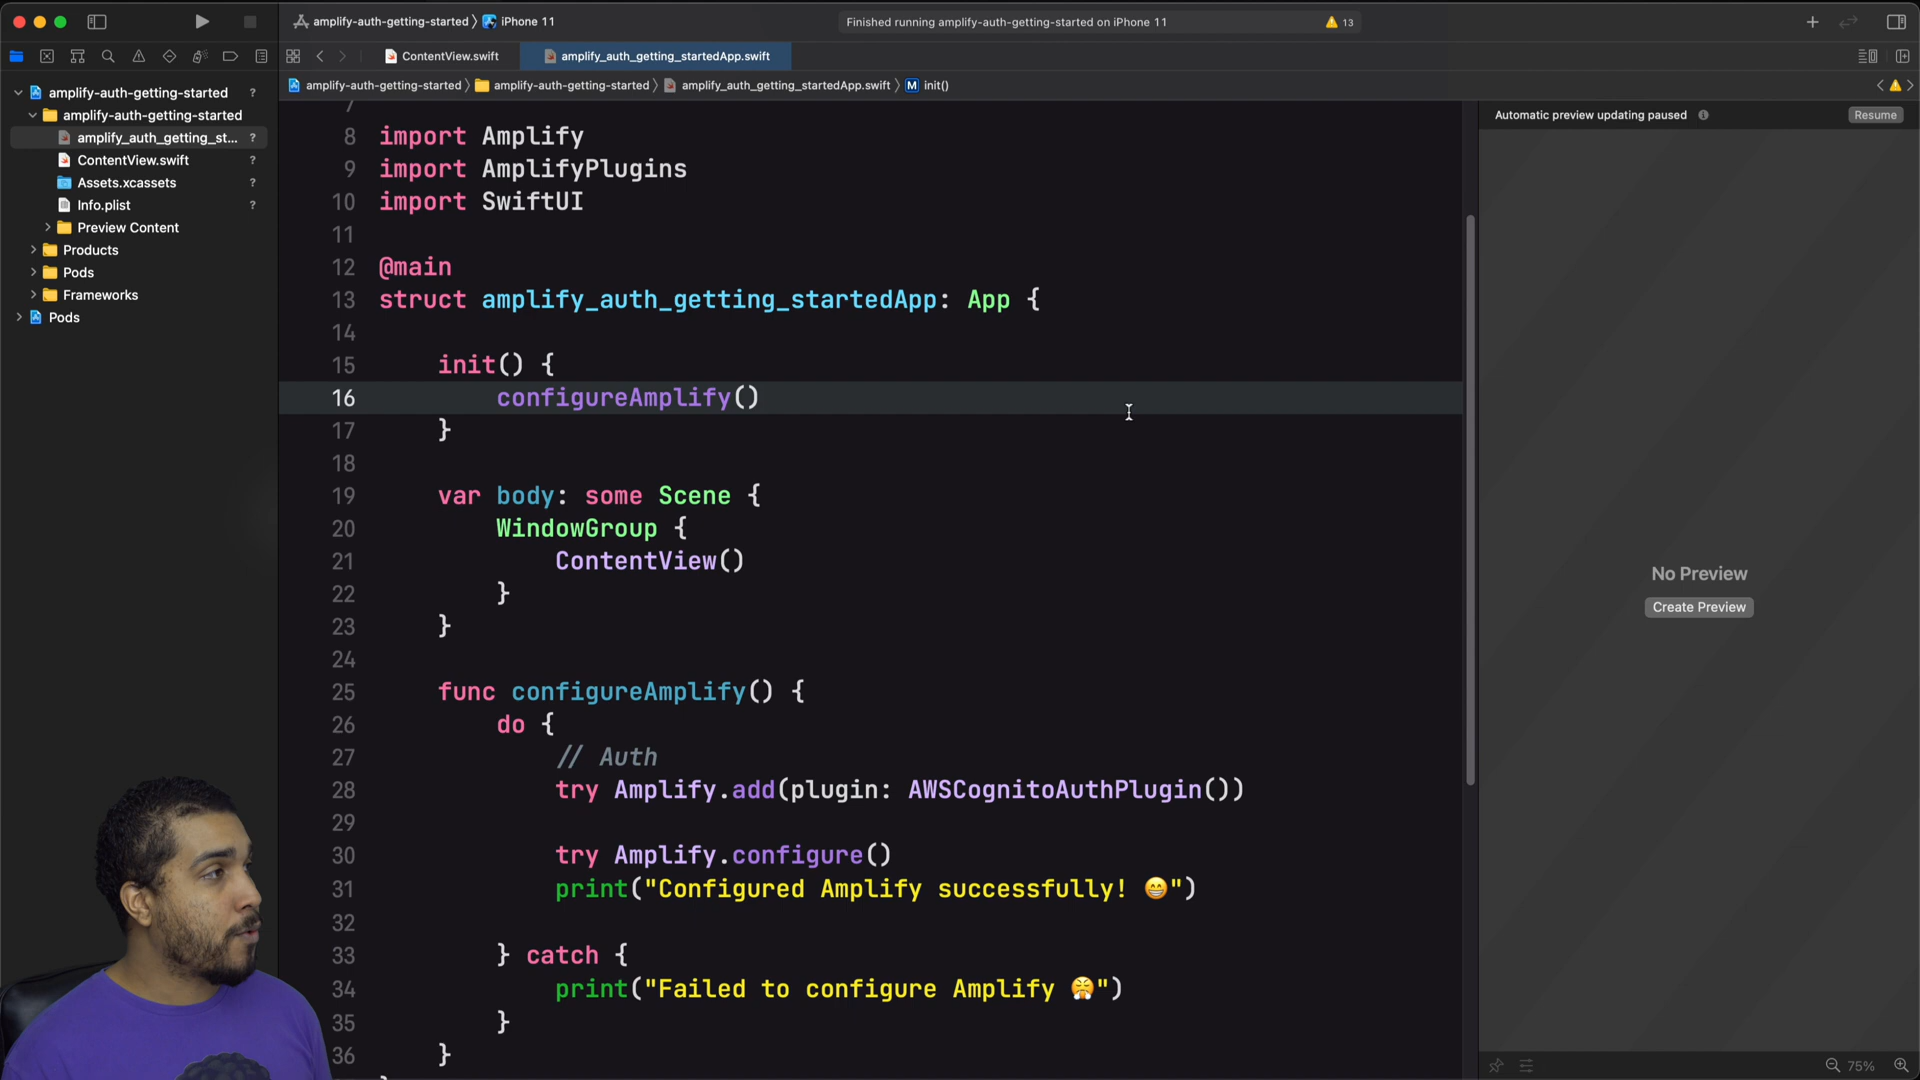 amplify-auth-getting-started 〉 iPhone 11
Finished running amplify-auth-getting-started on iPhone 11
13
ContentView.swift
amplify_auth_getting_startedApp.swift
amplify-auth-getting-started 〉 amplify-auth-getting-started 〉 amplify_auth_getting_startedApp.swift 〉 M init()
amplify-auth-getting-started ?
amplify-auth-getting-started
amplify_auth_getting_st... ?
ContentView.swift ?
Assets.xcassets ?
Info.plist ?
Preview Content
Products
Pods
Frameworks
Pods
7
8 import Amplify
9 import AmplifyPlugins
10 import SwiftUI
11
12 @main
13 struct amplify_auth_getting_startedApp: App {
14
15 init() {
16 configureAmplify()
17 }
18
19 var body: some Scene {
20 WindowGroup {
21 ContentView()
22 }
23 }
24
25 func configureAmplify() {
26 do {
27 // Auth
28 try Amplify.add(plugin: AWSCognitoAuthPlugin())
29
30 try Amplify.configure()
31 print("Configured Amplify successfully! 😁")
32
33 } catch {
34 print("Failed to configure Amplify 😤")
35 }
36 }
Automatic preview updating paused
Resume
No Preview
Create Preview
75%